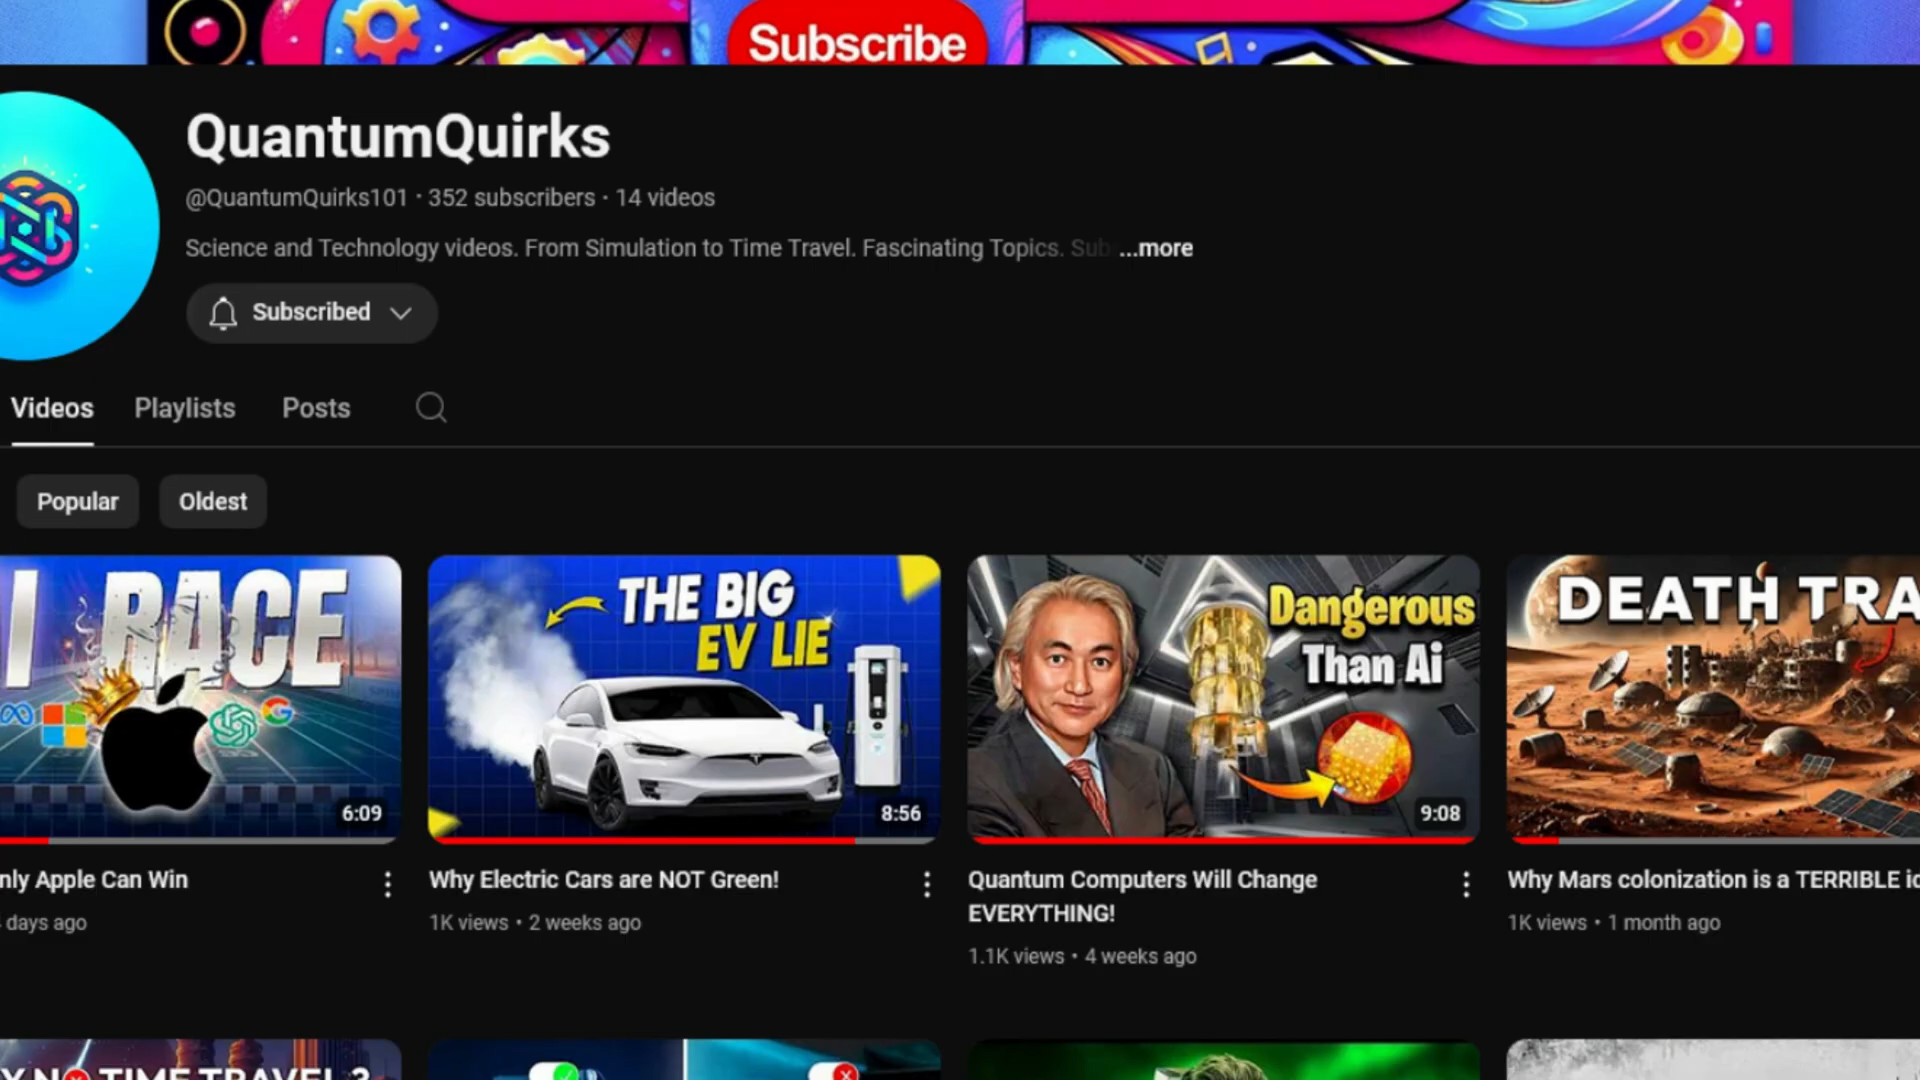 Subscribe
QuantumQuirks
@QuantumQuirks101 · 352 subscribers · 14 videos
Science and Technology videos. From Simulation to Time Travel. Fascinating Topics. Sub ...more
Subscribed
Videos Playlists Posts
Popular Oldest
I RACE
6:09
THE BIG
EV LIE
8:56
Dangerous
Than Ai
9:08
DEATH TRA
nly Apple Can Win
days ago
Why Electric Cars are NOT Green!
1K views • 2 weeks ago
Quantum Computers Will Change
EVERYTHING!
1.1K views • 4 weeks ago
Why Mars colonization is a TERRIBLE id
1K views • 1 month ago
Y NO TIME TRAVEL?